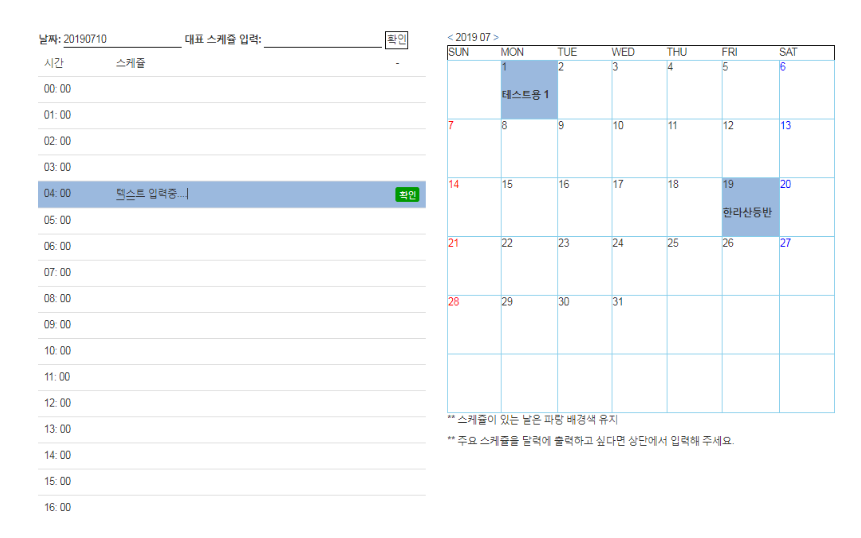 날짜: 20190710 대표 스케쥴 입력: 확인
시간 스케쥴 -
00: 00
01: 00
02: 00
03: 00
04: 00 텍스트 입력중... 확인
05: 00
06: 00
07: 00
08: 00
09: 00
10: 00
11: 00
12: 00
13: 00
14: 00
15: 00
16: 00
< 2019 07 >
SUN MON TUE WED THU FRI SAT
1 2 3 4 5 6
테스트용 1
7 8 9 10 11 12 13
14 15 16 17 18 19 20
한라산등반
21 22 23 24 25 26 27
28 29 30 31
** 스케쥴이 있는 날은 파랑 배경색 유지
** 주요 스케쥴을 달력에 출력하고 싶다면 상단에서 입력해 주세요.